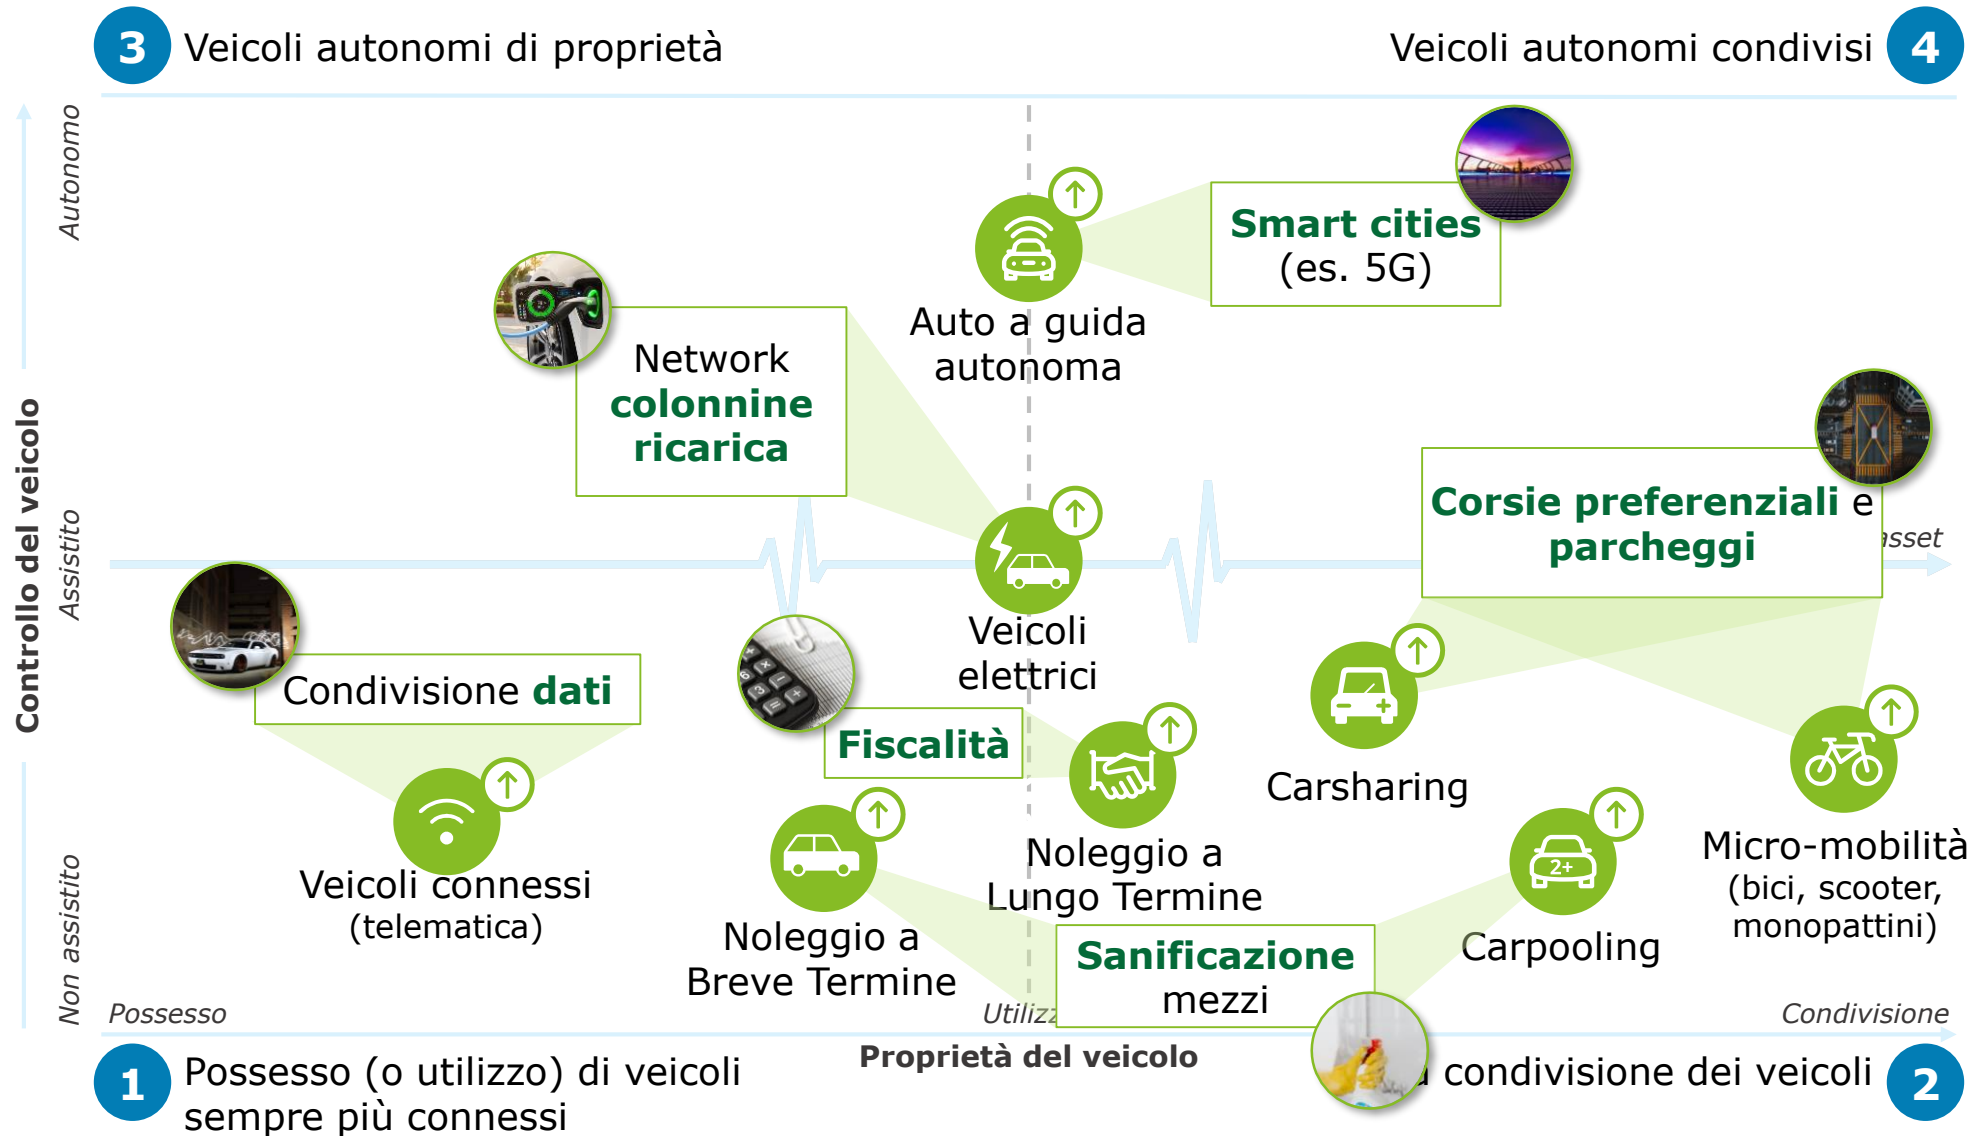 3 Veicoli autonomi di proprietà
Veicoli autonomi condivisi 4
Controllo del veicolo
Autonomo
Assistito
Non assistito
Smart cities
(es. 5G)
Auto a guida
autonoma
Network
colonnine
ricarica
Corsie preferenziali e
parcheggi
asset
Veicoli
elettrici
Condivisione dati
Fiscalità
Carsharing
Veicoli connessi
(telematica)
Noleggio a
Breve Termine
Noleggio a
Lungo Termine
2+
Carpooling
Micro-mobilità
(bici, scooter,
monopattini)
Sanificazione
mezzi
Possesso
Condivisione
Proprietà del veicolo
1 Possesso (o utilizzo) di veicoli
sempre più connessi
condivisione dei veicoli 2